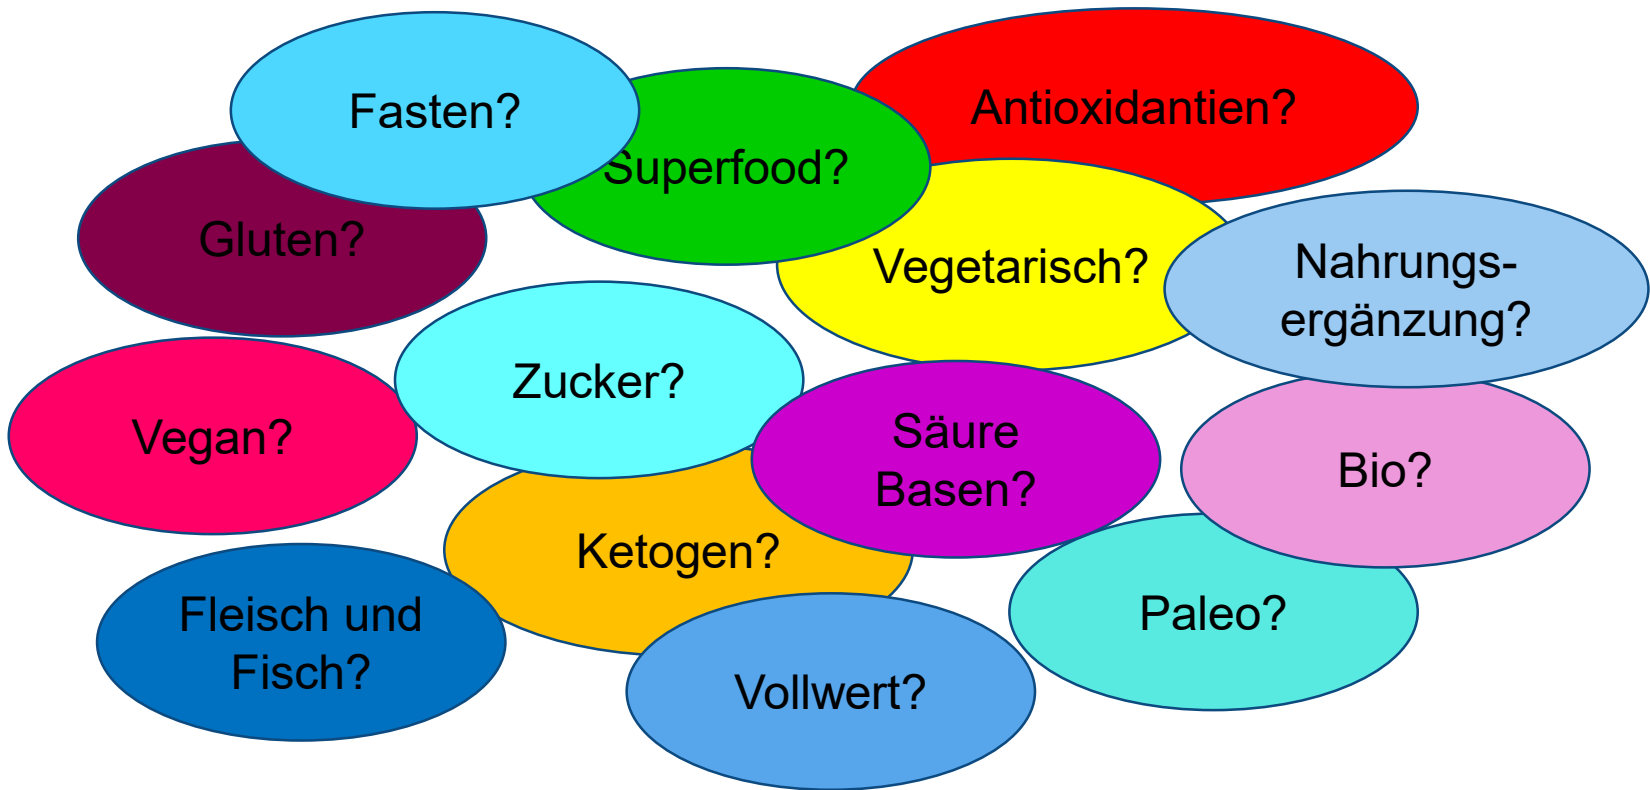 Fasten?
Antioxidantien?
Superfood?
Gluten?
Vegetarisch?
Nahrungs-
ergänzung?
Zucker?
Vegan?
Säure
Basen?
Bio?
Ketogen?
Fleisch und
Fisch?
Paleo?
Vollwert?